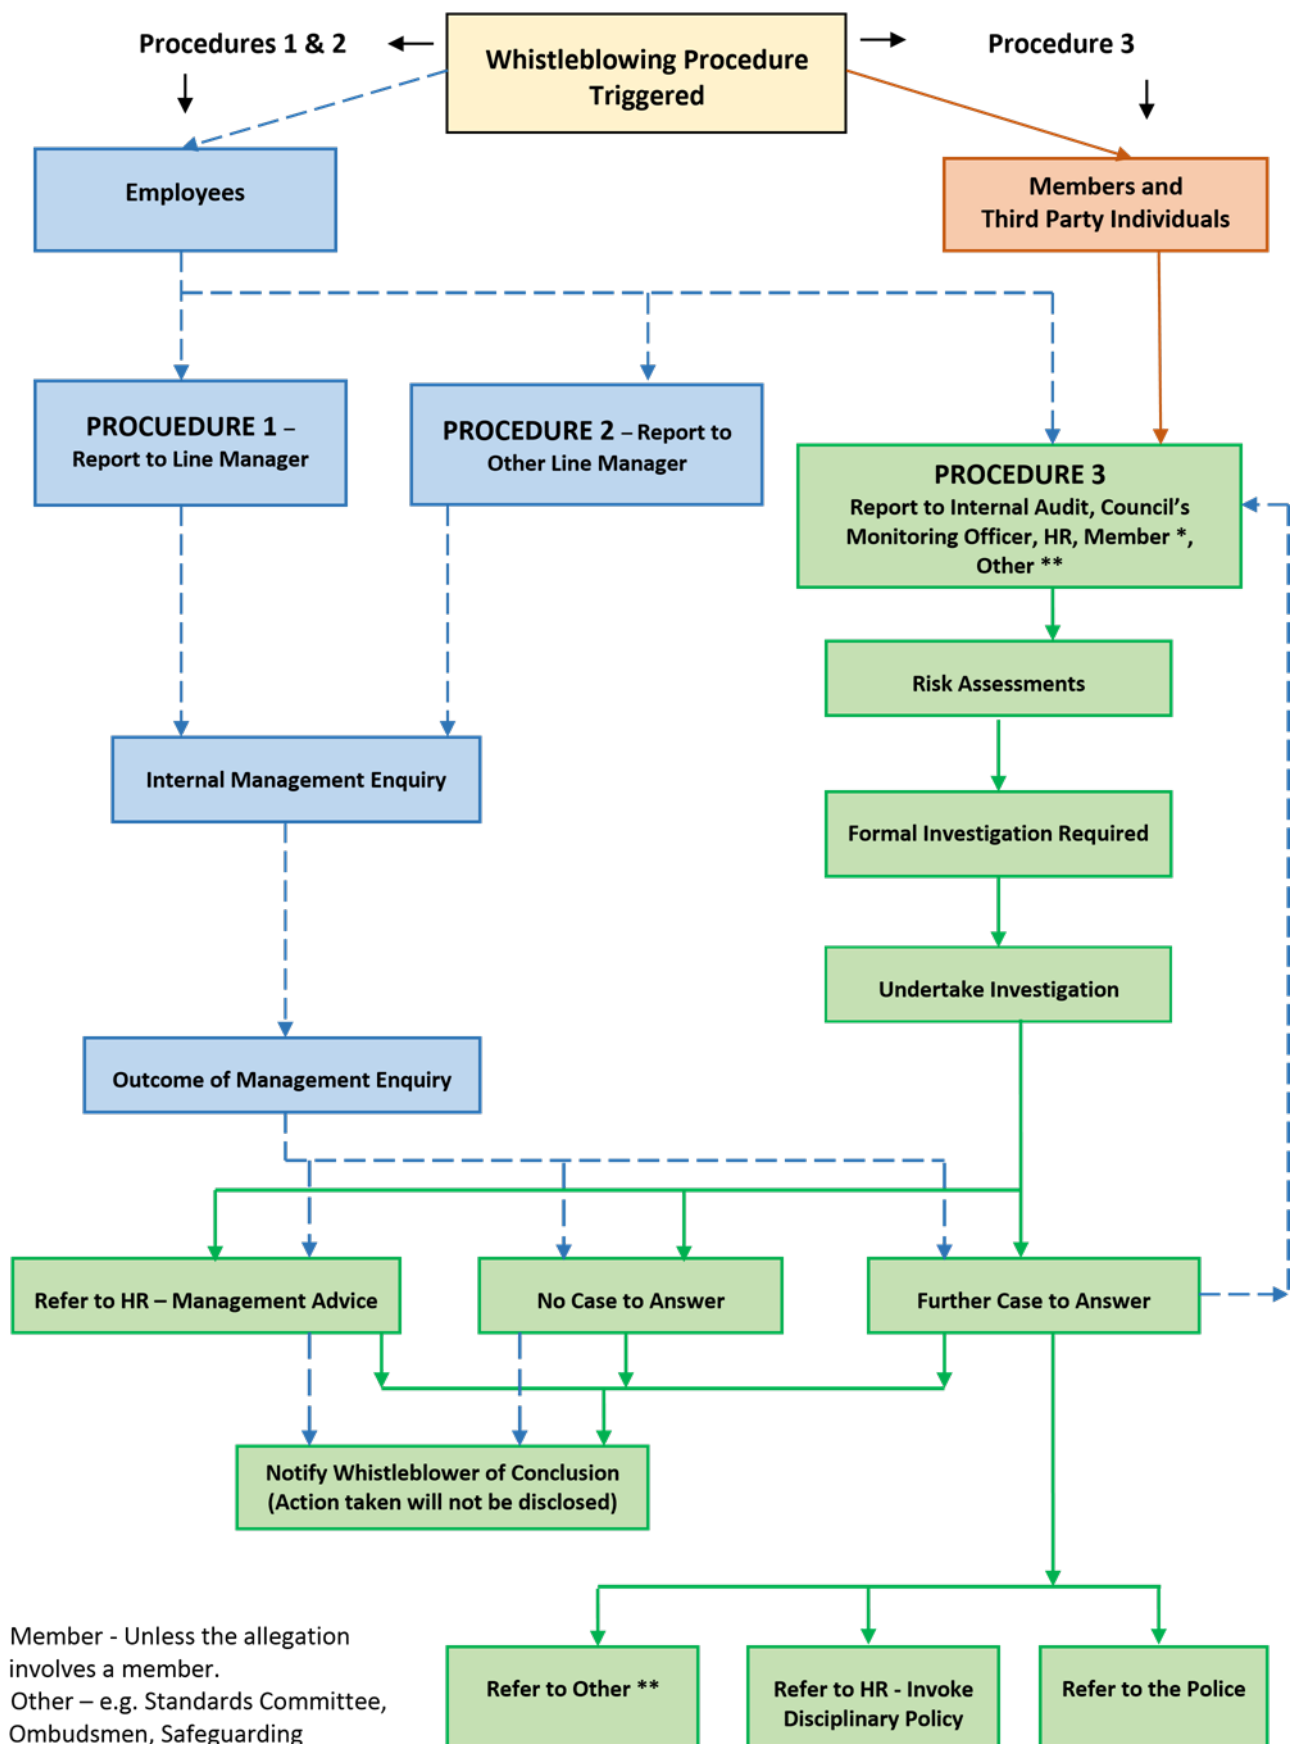 Procedures 1 & 2
Whistleblowing Procedure
Triggered
Procedure 3
Employees
Members and
Third Party Individuals
PROCUEDURE 1 –
Report to Line Manager
PROCEDURE 2 – Report to
Other Line Manager
PROCEDURE 3
Report to Internal Audit, Council’s
Monitoring Officer, HR, Member *,
Other **
Risk Assessments
Internal Management Enquiry
Formal Investigation Required
Undertake Investigation
Outcome of Management Enquiry
Refer to HR – Management Advice
No Case to Answer
Further Case to Answer
Notify Whistleblower of Conclusion
(Action taken will not be disclosed)
Member - Unless the allegation
involves a member.
Other – e.g. Standards Committee,
Ombudsmen, Safeguarding
Refer to Other **
Refer to HR - Invoke
Disciplinary Policy
Refer to the Police